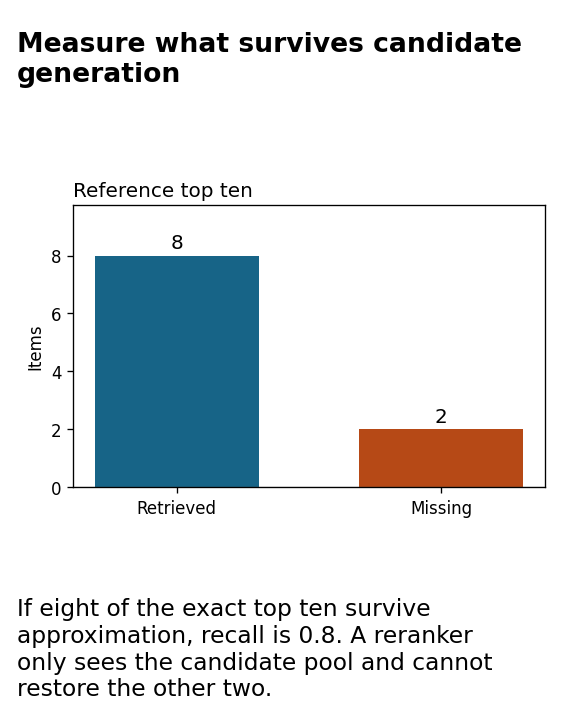 Measure what survives candidate
generation
Reference top ten
8
2
Items
8
6
4
2
0
Retrieved
Missing
If eight of the exact top ten survive
approximation, recall is 0.8. A reranker
only sees the candidate pool and cannot
restore the other two.